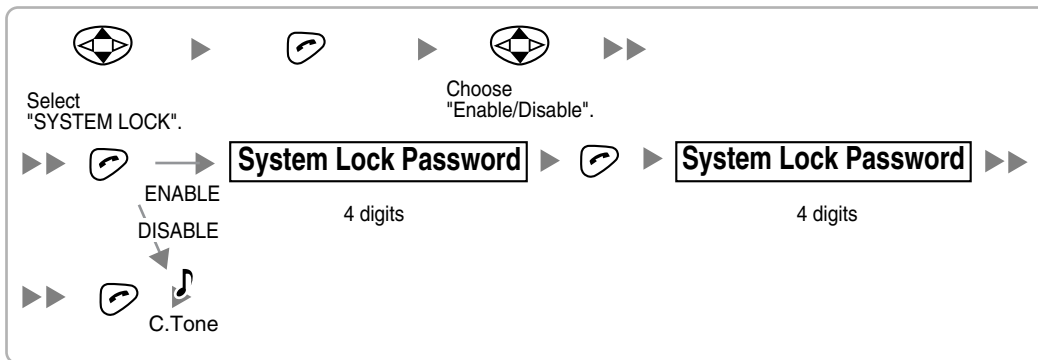 Select
"SYSTEM LOCK".
Choose
"Enable/Disable".
System Lock Password
System Lock Password
ENABLE
4 digits
4 digits
DISABLE
C.Tone